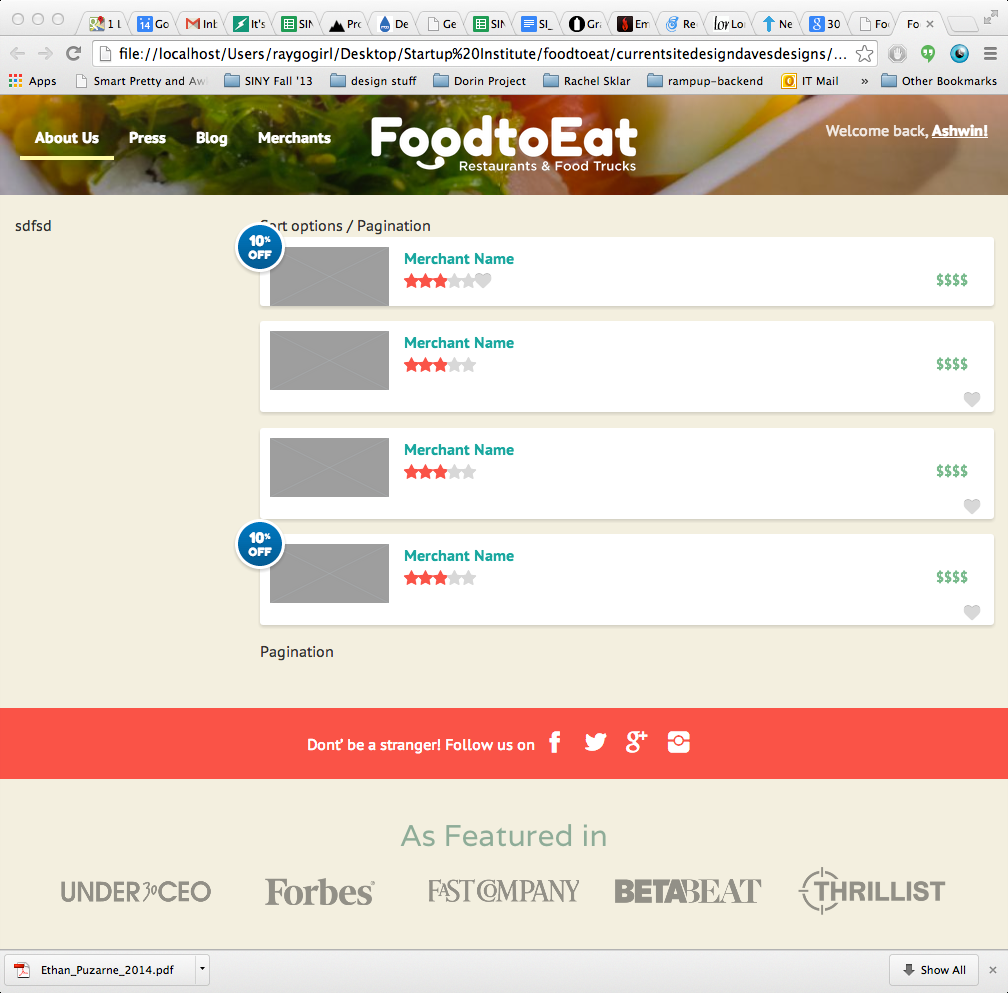 1 L
Go
Inb
It's
SIN
Pro
De
Ge
SIN
SI_
Gra
Em
Re
lor Lo
Ne
30
Fo
Fo
file://localhost/Users/raygogirl/Desktop/Startup%20Institute/foodtoeat/currentsitedesigndavesdesigns/...
Apps Smart Pretty and Aw SINY Fall '13 design stuff Dorin Project Rachel Sklar rampup-backend IT Mail » Other Bookmarks
About Us Press Blog Merchants
FoodtoEat
Restaurants & Food Trucks
Welcome back, Ashwin!
sdfsd
Sort options / Pagination
10% OFF
Merchant Name
$$$$
Merchant Name
$$$$
Merchant Name
$$$$
10% OFF
Merchant Name
$$$$
Pagination
Dont' be a stranger! Follow us on
As Featured in
UNDER30CEO Forbes FAST COMPANY BETABEAT THRILLIST
Ethan_Puzarne_2014.pdf
Show All